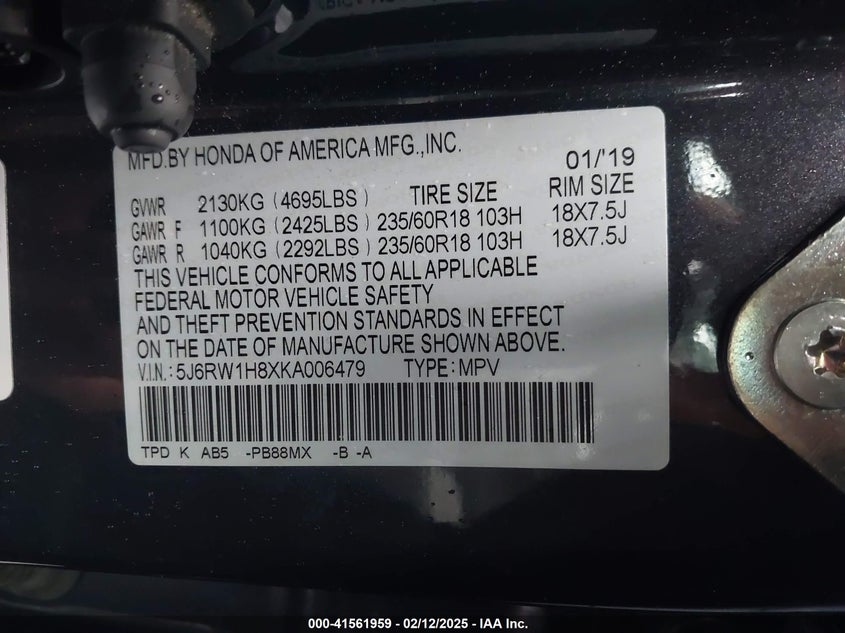 MFD.BY HONDA OF AMERICA MFG.,INC. 01/'19
GVWR 2130KG (4695LBS) TIRE SIZE RIM SIZE
GAWR F 1100KG (2425LBS) 235/60R18 103H 18X7.5J
GAWR R 1040KG (2292LBS) 235/60R18 103H 18X7.5J
THIS VEHICLE CONFORMS TO ALL APPLICABLE
FEDERAL MOTOR VEHICLE SAFETY
AND THEFT PREVENTION STANDARDS IN EFFECT
ON THE DATE OF MANUFACTURE SHOWN ABOVE.
V.I.N.: 5J6RW1H8XKA006479 TYPE: MPV
TPD K AB5 -PB88MX -B -A
000-41561959 - 02/12/2025 - IAA Inc.